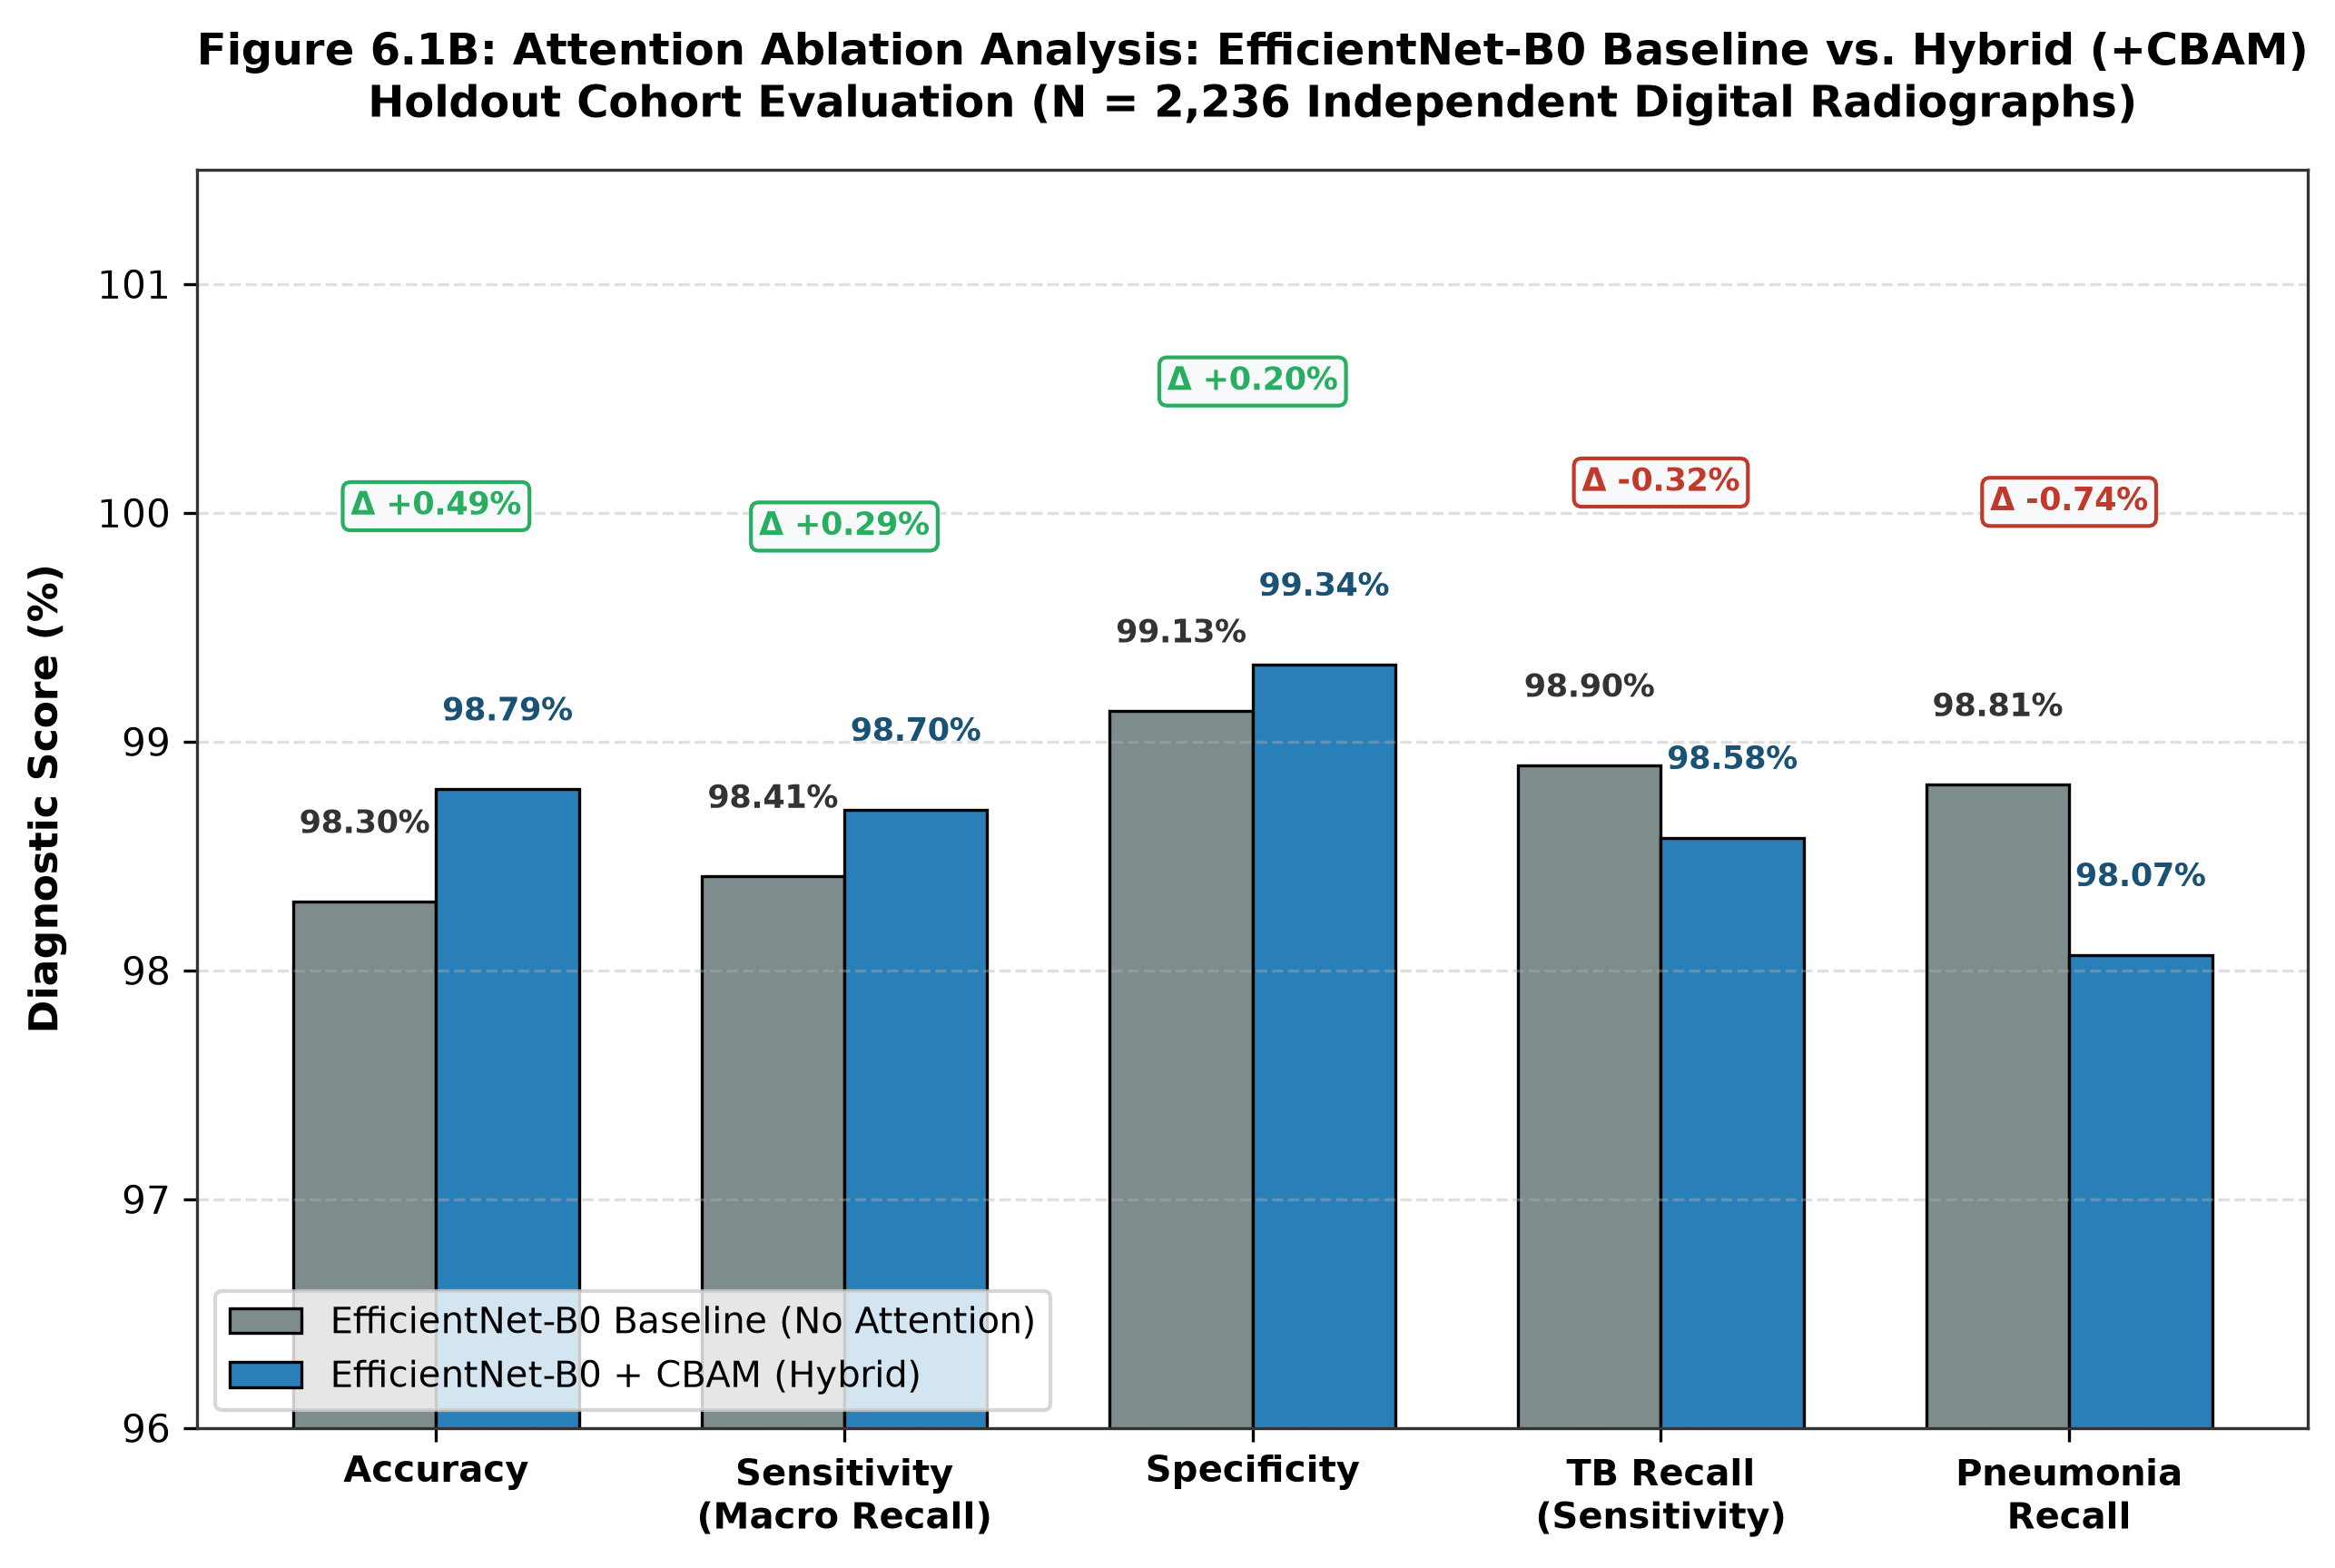 Figure 6.1B: Attention Ablation Analysis: EfficientNet-B0 Baseline vs. Hybrid (+CBAM)
Holdout Cohort Evaluation (N = 2,236 Independent Digital Radiographs)
Diagnostic Score (%)
101
100
99
98
97
96
Δ +0.49%
Δ +0.29%
Δ +0.20%
Δ -0.32%
Δ -0.74%
98.30%
98.79%
98.41%
98.70%
99.13%
99.34%
98.90%
98.58%
98.81%
98.07%
EfficientNet-B0 Baseline (No Attention)
EfficientNet-B0 + CBAM (Hybrid)
Accuracy
Sensitivity
(Macro Recall)
Specificity
TB Recall
(Sensitivity)
Pneumonia
Recall